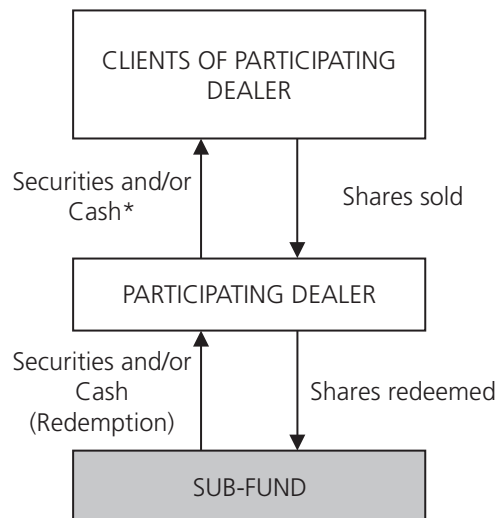 CLIENTS OF PARTICIPATING
DEALER
Securities and/or
Cash*
Shares sold
PARTICIPATING DEALER
Securities and/or
Cash
(Redemption)
Shares redeemed
SUB-FUND